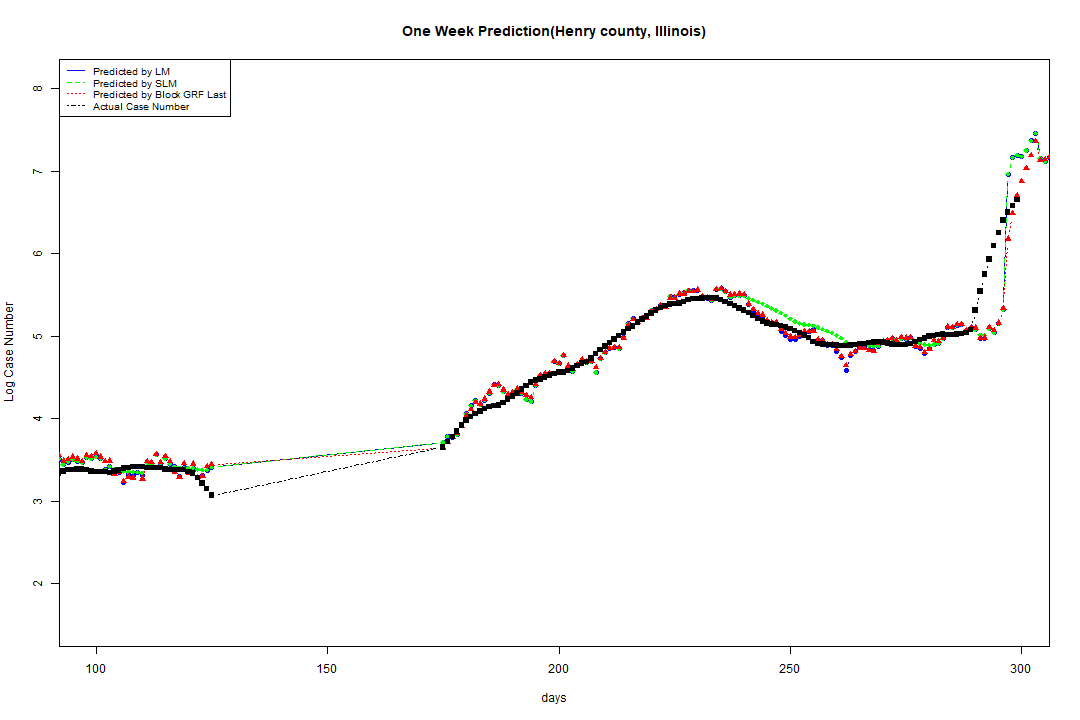 One Week Prediction(Henry county, Illinois)
Predicted by LM
Predicted by SLM
Predicted by Block GRF Last
Actual Case Number
8
7
6
5
4
3
2
Log Case Number
100 150 200 250 300
days